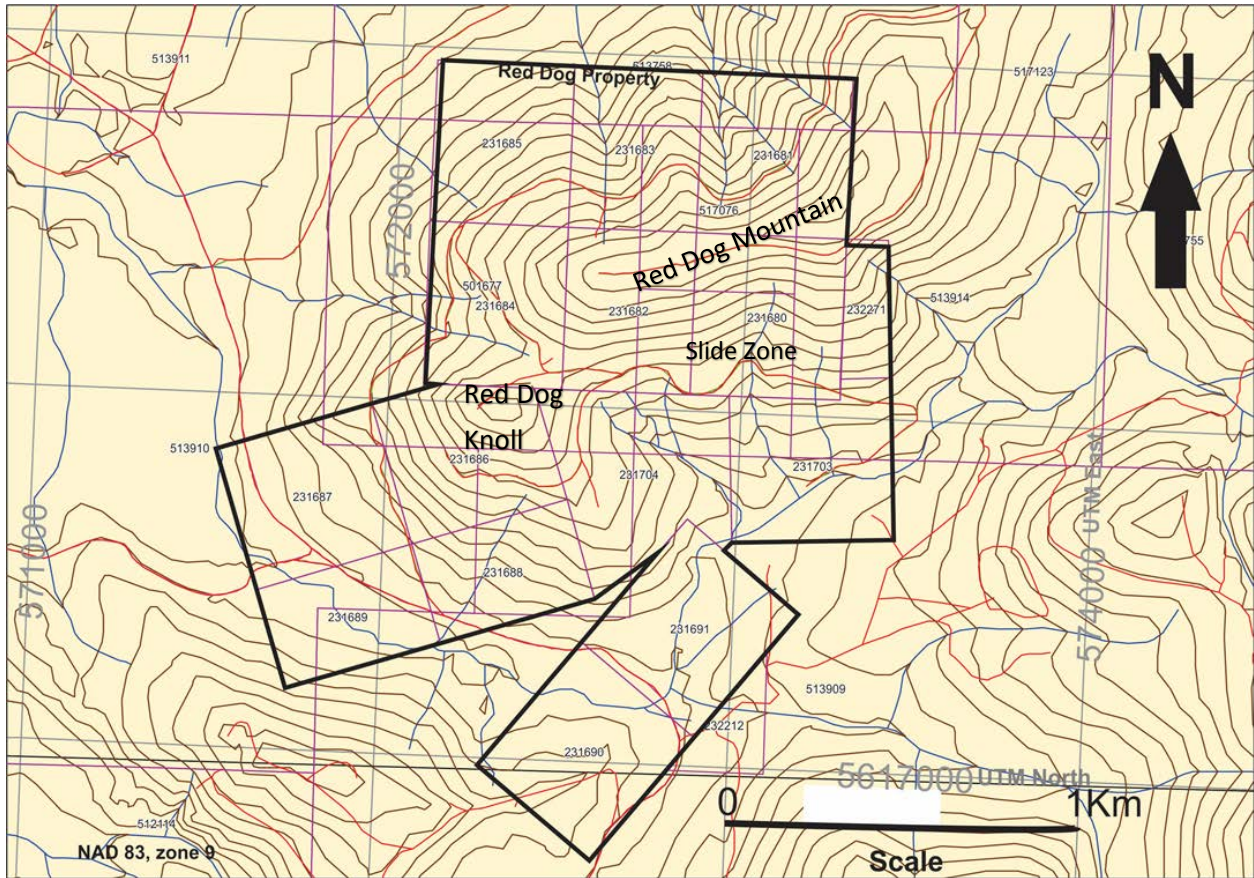 513911
513758
Red Dog Property
517123
N
231685
231683
231681
517076
572000
Red Dog Mountain
755
501677
231684
513914
231682
231680
232271
Slide Zone
Red Dog
Knoll
513910
231686
231704
231703
231687
571000
574000 UTM East
231688
231689
231691
513909
232212
231690
5617000 UTM North
0
1Km
512114
NAD 83, zone 9
Scale